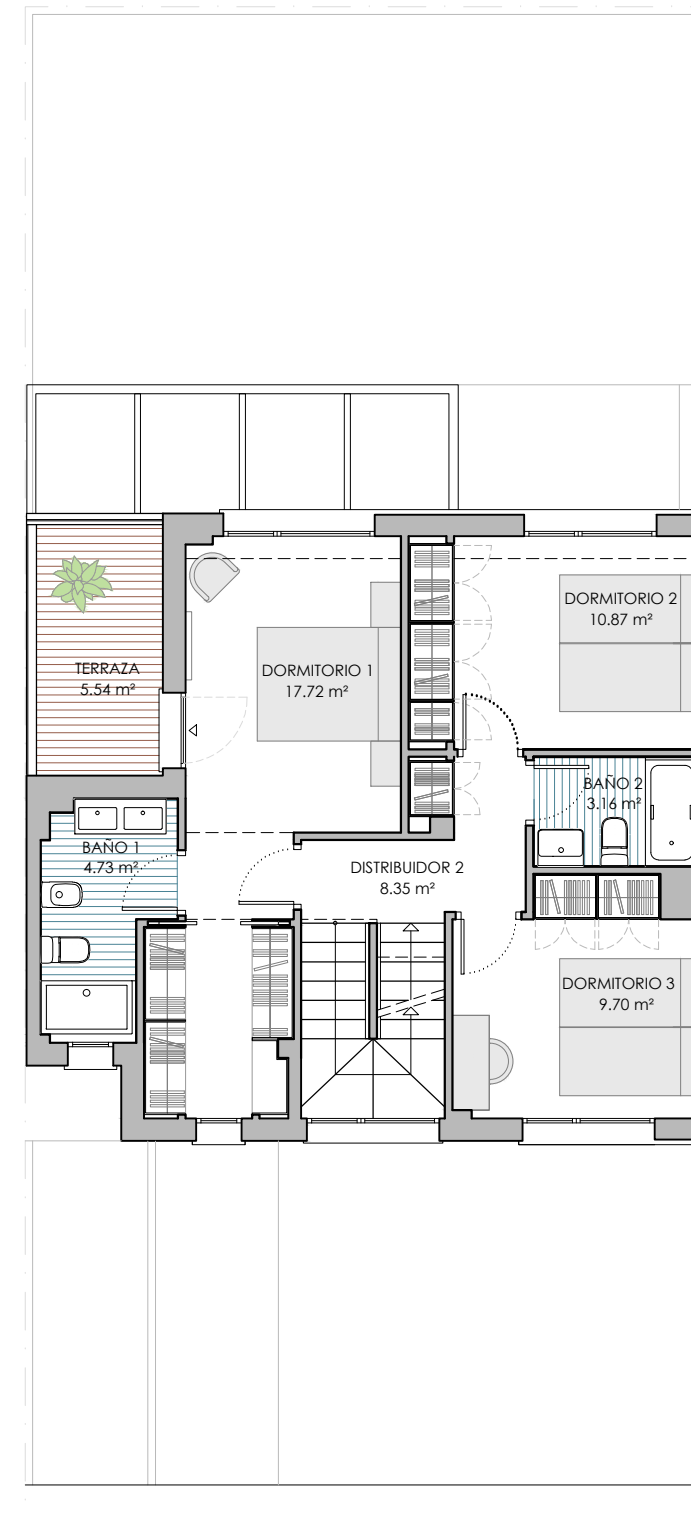 DORMITORIO 2
10.87 m²
TERRAZA
5.54 m²
DORMITORIO 1
17.72 m²
BAÑO 2
3.16 m²
BAÑO 1
4.73 m²
DISTRIBUIDOR 2
8.35 m²
DORMITORIO 3
9.70 m²